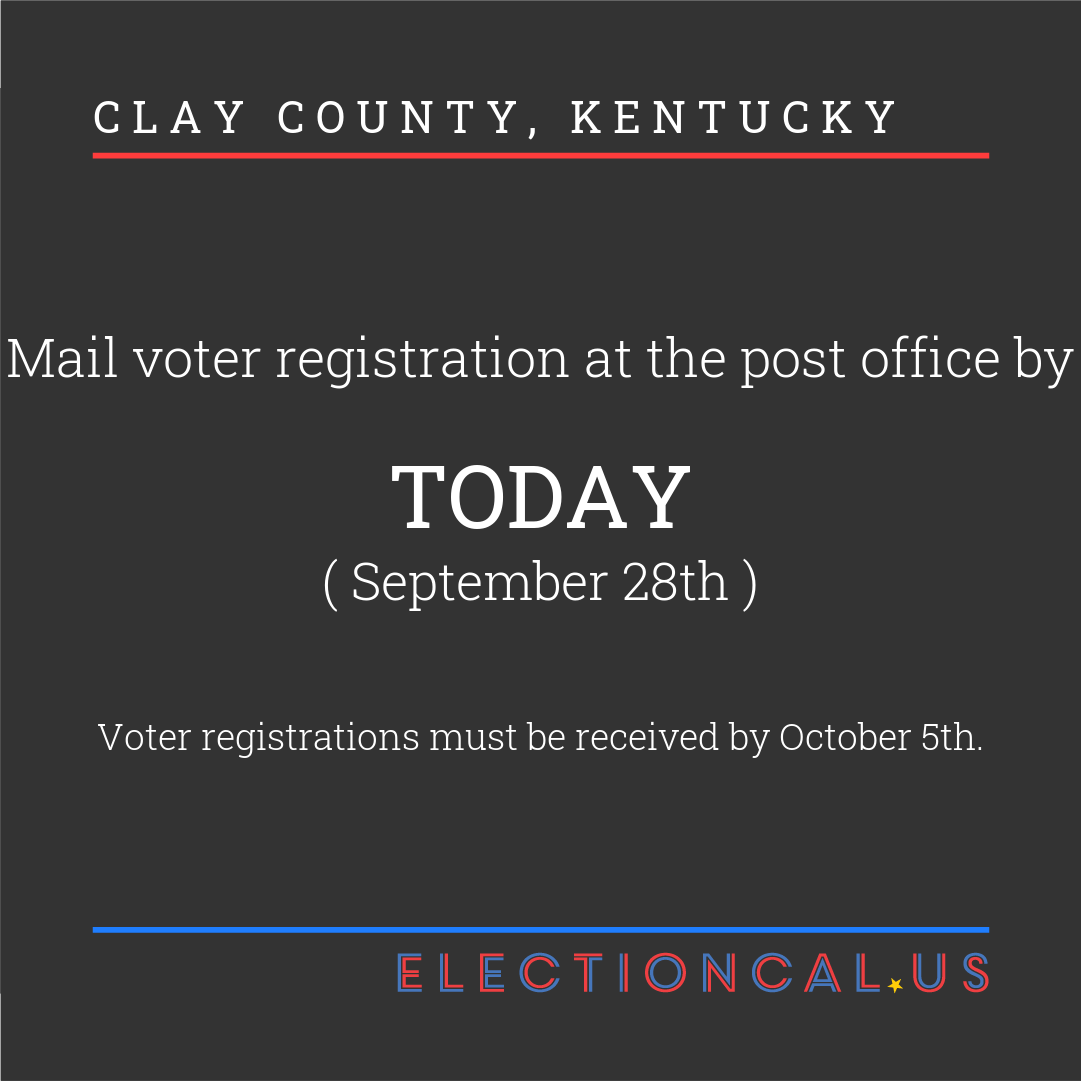 CLAY COUNTY, KENTUCKY
Mail voter registration at the post office by
TODAY
( September 28th )
Voter registrations must be received by October 5th.
ELECTIONCAL.US